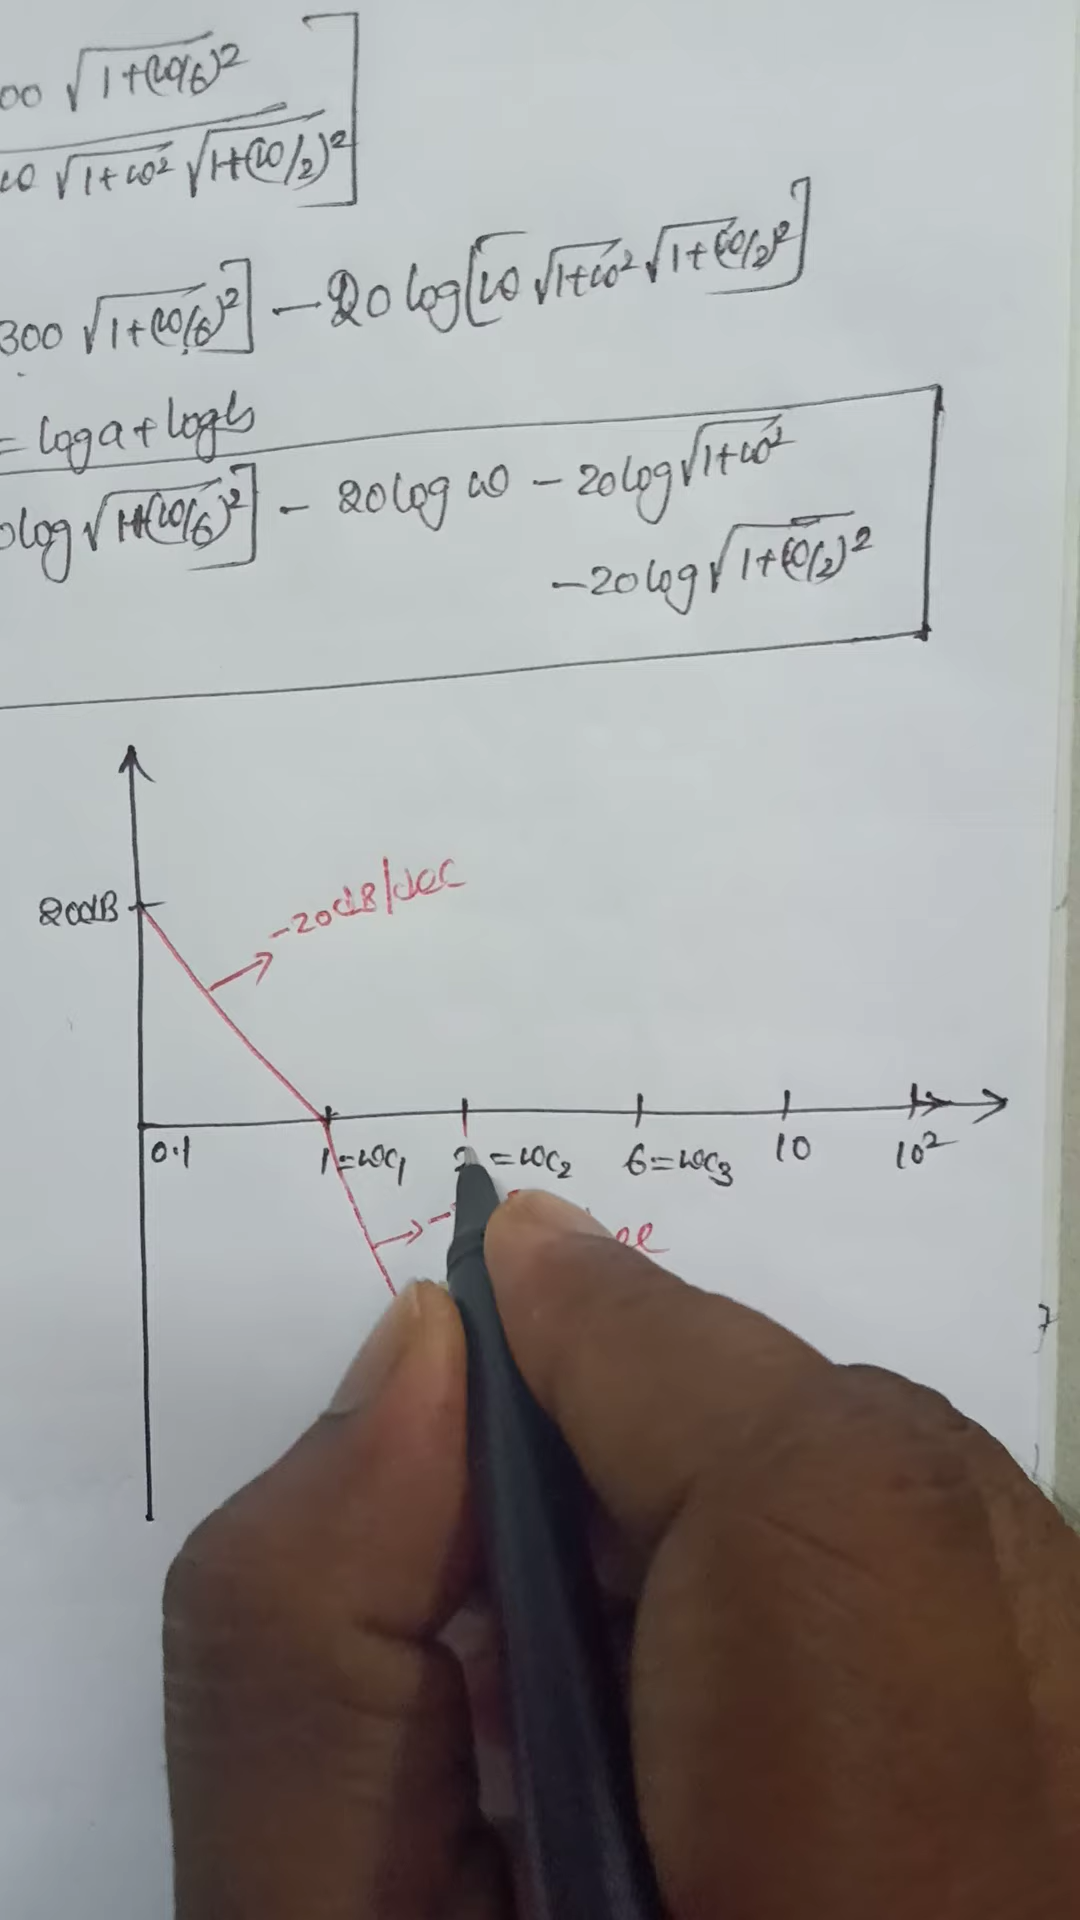 00 √1+(ω/6)²
ω √1+ω² √1+(ω/2)²
300 √1+(ω/6)²] - 20 log[ω √1+ω² √1+(ω/2)²]
= log a + log b
log √1+(ω/6)²] - 20 log ω - 20 log √1+ω²
- 20 log √1+(ω/2)²
-20dB/dec
20dB
0.1 1=ωc₁ =ωc₂ 6=ωc₃ 10 10²